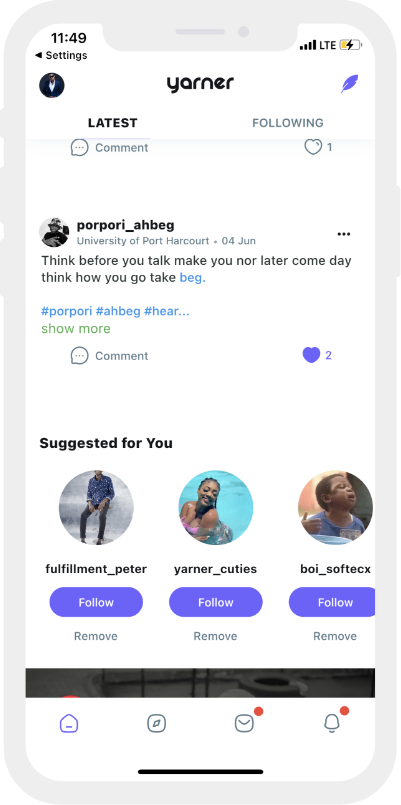 11:49
LTE
◀ Settings
yarner
LATEST
FOLLOWING
Comment
1
porpori_ahbeg
University of Port Harcourt • 04 Jun
Think before you talk make you nor later come day
think how you go take beg.
#porpori #ahbeg #hear...
show more
Comment
2
Suggested for You
fulfillment_peter
yarner_cuties
boi_softecx
Follow
Follow
Follow
Remove
Remove
Remove